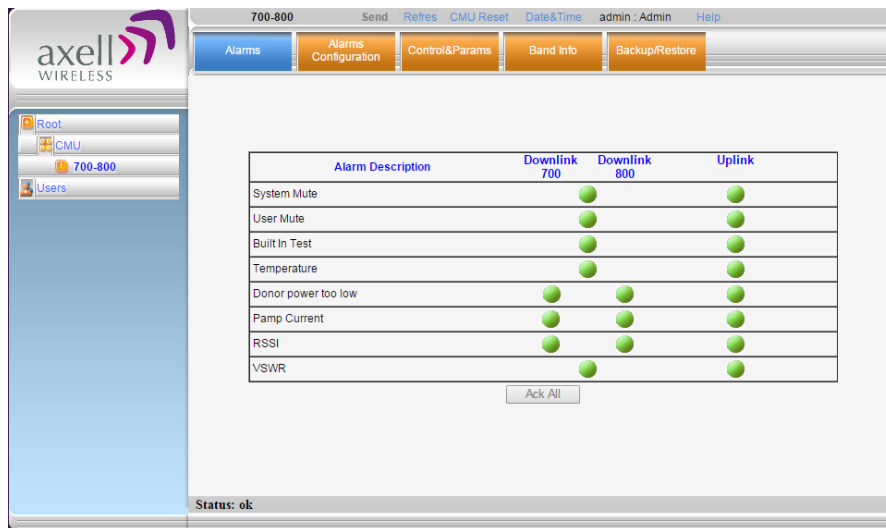 axell
WIRELESS
700-800 Send Refres CMU Reset Date&Time admin : Admin Help
Alarms
Alarms Configuration
Control&Params
Band Info
Backup/Restore
Root
CMU
700-800
Users
Alarm Description Downlink 700 Downlink 800 Uplink
System Mute
User Mute
Built In Test
Temperature
Donor power too low
Pamp Current
RSSI
VSWR
Ack All
Status: ok